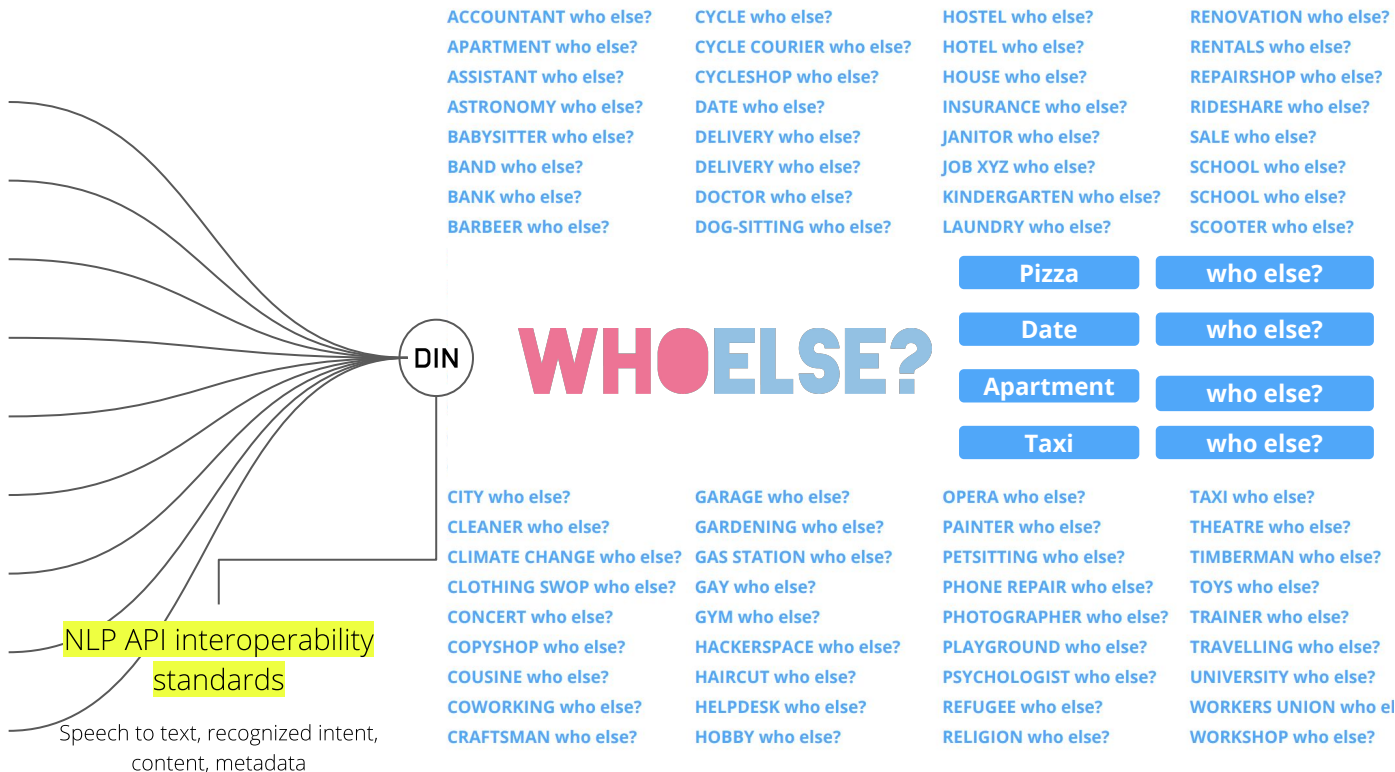 ACCOUNTANT who else?
APARTMENT who else?
ASSISTANT who else?
ASTRONOMY who else?
BABYSITTER who else?
BAND who else?
BANK who else?
BARBEER who else?
CYCLE who else?
CYCLE COURIER who else?
CYCLESHOP who else?
DATE who else?
DELIVERY who else?
DELIVERY who else?
DOCTOR who else?
DOG-SITTING who else?
HOSTEL who else?
HOTEL who else?
HOUSE who else?
INSURANCE who else?
JANITOR who else?
JOB XYZ who else?
KINDERGARTEN who else?
LAUNDRY who else?
RENOVATION who else?
RENTALS who else?
REPAIRSHOP who else?
RIDESHARE who else?
SALE who else?
SCHOOL who else?
SCHOOL who else?
SCOOTER who else?
DIN
WHOELSE?
Pizza who else?
Date who else?
Apartment who else?
Taxi who else?
NLP API interoperability
standards
Speech to text, recognized intent,
content, metadata
CITY who else?
CLEANER who else?
CLIMATE CHANGE who else?
CLOTHING SWOP who else?
CONCERT who else?
COPYSHOP who else?
COUSINE who else?
COWORKING who else?
CRAFTSMAN who else?
GARAGE who else?
GARDENING who else?
GAS STATION who else?
GAY who else?
GYM who else?
HACKERSPACE who else?
HAIRCUT who else?
HELPDESK who else?
HOBBY who else?
OPERA who else?
PAINTER who else?
PETSITTING who else?
PHONE REPAIR who else?
PHOTOGRAPHER who else?
PLAYGROUND who else?
PSYCHOLOGIST who else?
REFUGEE who else?
RELIGION who else?
TAXI who else?
THEATRE who else?
TIMBERMAN who else?
TOYS who else?
TRAINER who else?
TRAVELLING who else?
UNIVERSITY who else?
WORKERS UNION who el
WORKSHOP who else?